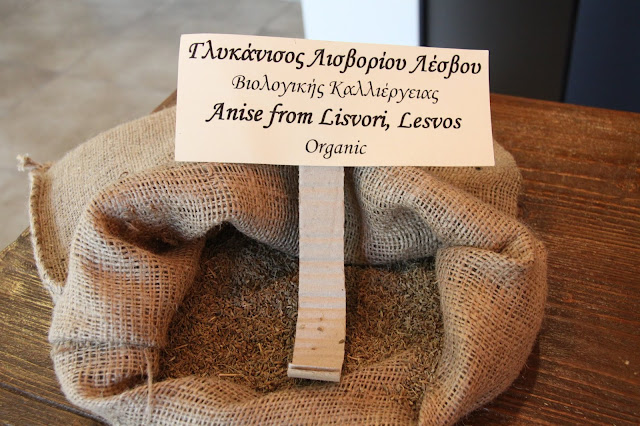 Γλυκάνισος Λισβορίου Λέσβου
Βιολογικής Καλλιέργειας
Anise from Lisvori, Lesvos
Organic